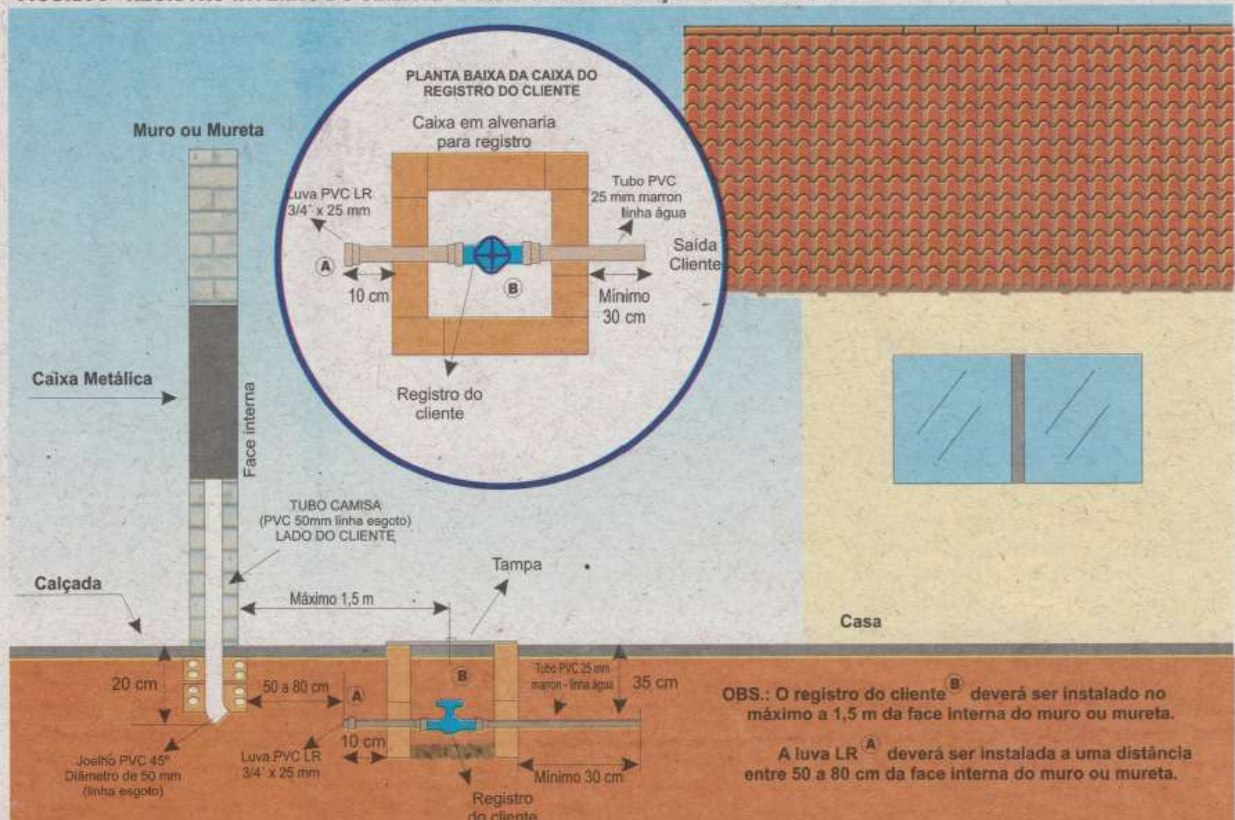 PLANTA BAIXA DA CAIXA DO
REGISTRO DO CLIENTE
Caixa em alvenaria
para registro
Muro ou Mureta
Luva PVC LR
3/4´ x 25 mm
Tubo PVC
25 mm marron
linha água
Saída
Cliente
A
B
10 cm
Mínimo
30 cm
Registro do
cliente
Caixa Metálica
Face interna
TUBO CAMISA
(PVC 50mm linha esgoto)
LADO DO CLIENTE
Tampa
Calçada
Máximo 1,5 m
Casa
20 cm
50 a 80 cm
A
B
Tubo PVC 25 mm
marron - linha água
35 cm
10 cm
Joelho PVC 45º
Diâmetro de 50 mm
(linha esgoto)
Luva PVC LR
3/4´ x 25 mm
Mínimo 30 cm
Registro
do cliente
OBS.: O registro do cliente B deverá ser instalado no
máximo a 1,5 m da face interna do muro ou mureta.
A luva LR A deverá ser instalada a uma distância
entre 50 a 80 cm da face interna do muro ou mureta.